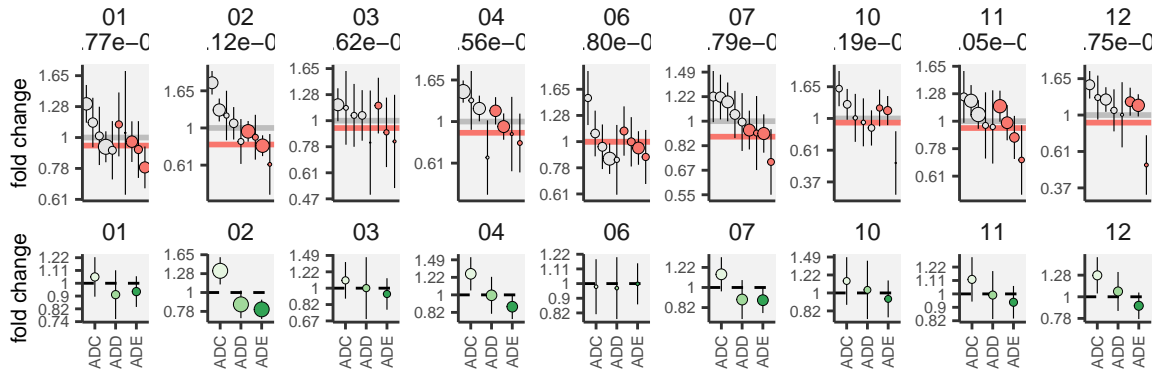 01 02 03 04 06 07 10 11 12
.77e−0 .12e−0 .62e−0 .56e−0 .80e−0 .79e−0 .19e−0 .05e−0 .75e−0
fold change
1.65 1.28 1 0.78 0.61
1.65 1 0.61
1.65 1.28 1 0.78 0.61 0.47
1.65 1 0.61
1.65 1.28 1 0.78 0.61
1.49 1.22 1 0.82 0.67 0.55
1.65 1 0.61 0.37
1.65 1.28 1 0.78 0.61
1.65 1 0.61 0.37
01 02 03 04 06 07 10 11 12
fold change
1.22 1.11 1 0.9 0.82 0.74
1.65 1.28 1 0.78
1.49 1.22 1 0.82 0.67
1.49 1.22 1 0.82
1.22 1.11 1 0.9 0.82
1.22 1 0.82
1.49 1.22 1 0.82
1.22 1.11 1 0.9 0.82
1.28 1 0.78
ADC ADD ADE
ADC ADD ADE
ADC ADD ADE
ADC ADD ADE
ADC ADD ADE
ADC ADD ADE
ADC ADD ADE
ADC ADD ADE
ADC ADD ADE